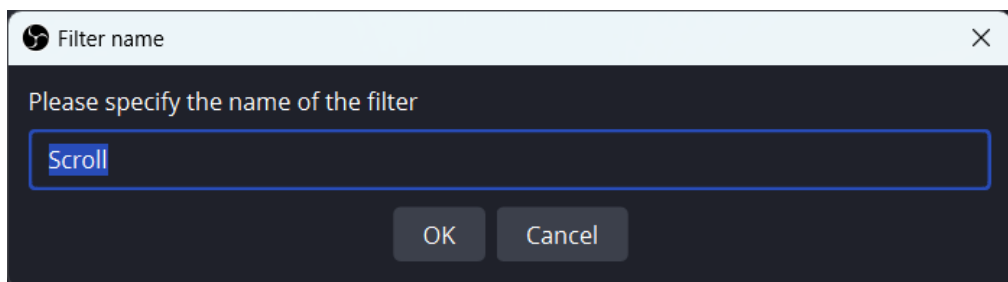 Filter name
Please specify the name of the filter
Scroll
OK Cancel